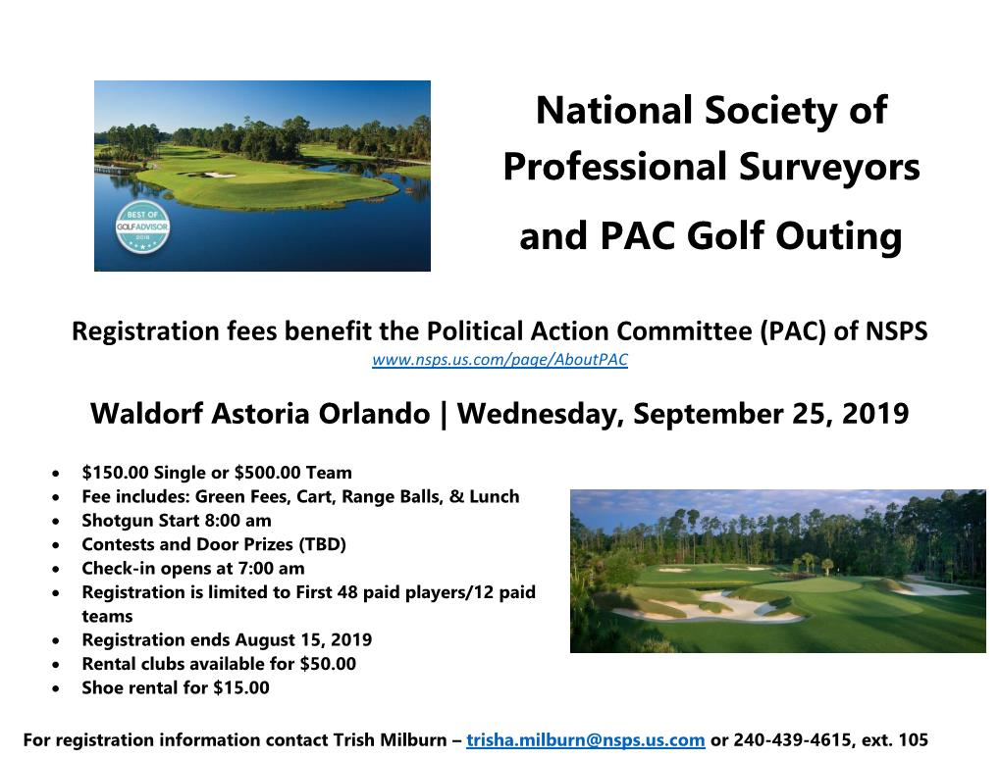 National Society of
Professional Surveyors
and PAC Golf Outing
BEST OF
GOLFADVISOR
2018
Registration fees benefit the Political Action Committee (PAC) of NSPS
www.nsps.us.com/page/AboutPAC
Waldorf Astoria Orlando | Wednesday, September 25, 2019
• $150.00 Single or $500.00 Team
• Fee includes: Green Fees, Cart, Range Balls, & Lunch
• Shotgun Start 8:00 am
• Contests and Door Prizes (TBD)
• Check-in opens at 7:00 am
• Registration is limited to First 48 paid players/12 paid
teams
• Registration ends August 15, 2019
• Rental clubs available for $50.00
• Shoe rental for $15.00
For registration information contact Trish Milburn – trisha.milburn@nsps.us.com or 240-439-4615, ext. 105